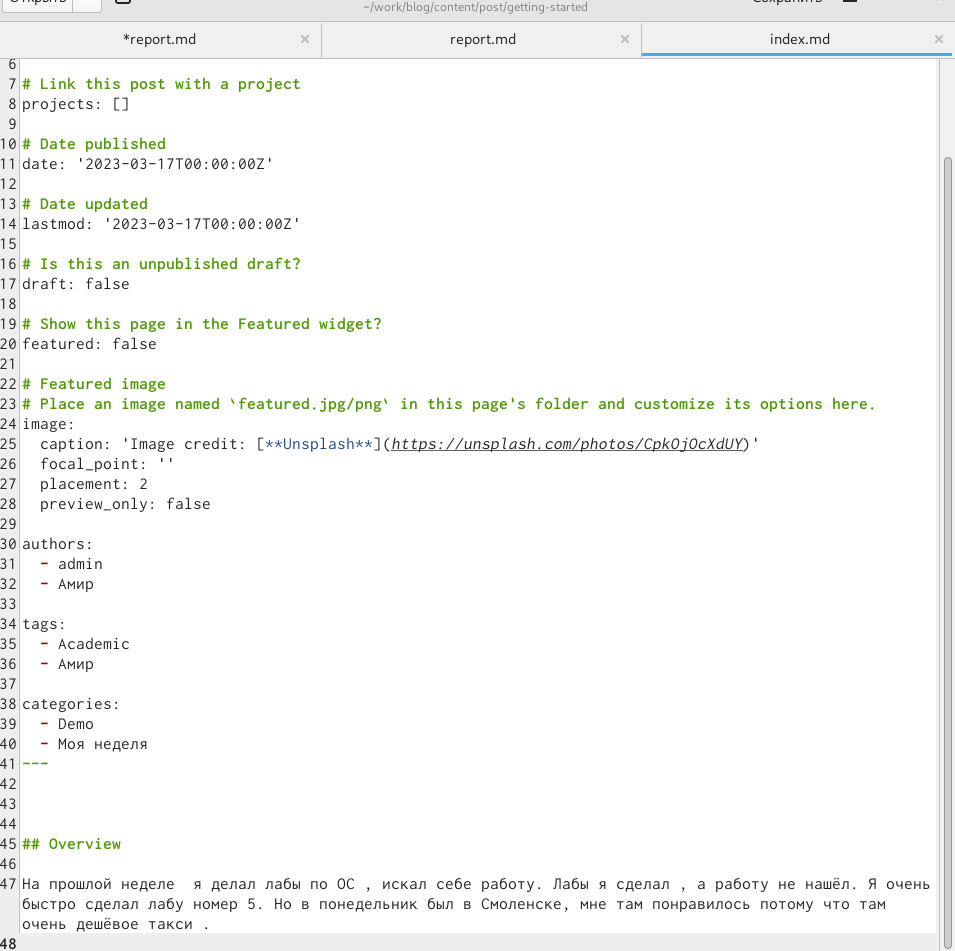 Открыть
Сохранить
~/work/blog/content/post/getting-started
*report.md × report.md × index.md ×
6
7 # Link this post with a project
8 projects: []
9
10 # Date published
11 date: '2023-03-17T00:00:00Z'
12
13 # Date updated
14 lastmod: '2023-03-17T00:00:00Z'
15
16 # Is this an unpublished draft?
17 draft: false
18
19 # Show this page in the Featured widget?
20 featured: false
21
22 # Featured image
23 # Place an image named `featured.jpg/png` in this page's folder and customize its options here.
24 image:
25   caption: 'Image credit: [**Unsplash**](https://unsplash.com/photos/CpkOjOcXdUY)'
26   focal_point: ''
27   placement: 2
28   preview_only: false
29
30 authors:
31   - admin
32   - Амир
33
34 tags:
35   - Academic
36   - Амир
37
38 categories:
39   - Demo
40   - Моя неделя
41 ---
42
43
44
45 ## Overview
46
47 На прошлой неделе  я делал лабы по ОС , искал себе работу. Лабы я сделал , а работу не нашёл. Я очень
быстро сделал лабу номер 5. Но в понедельник был в Смоленске, мне там понравилось потому что там
очень дешёвое такси .
48